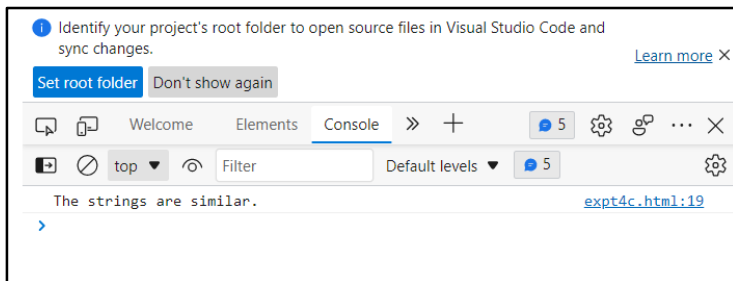 Identify your project's root folder to open source files in Visual Studio Code and
sync changes.
Learn more
Set root folder Don't show again
Welcome Elements Console 5
top Filter Default levels 5
The strings are similar. expt4c.html:19